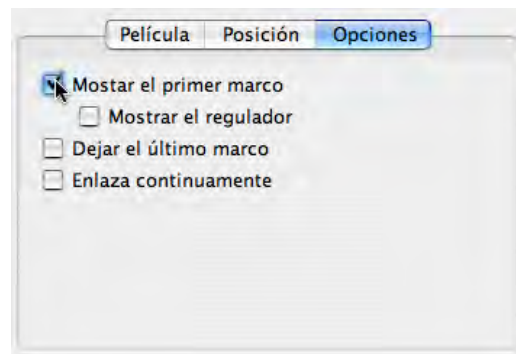 Película Posición Opciones
Mostar el primer marco
Mostrar el regulador
Dejar el último marco
Enlaza continuamente